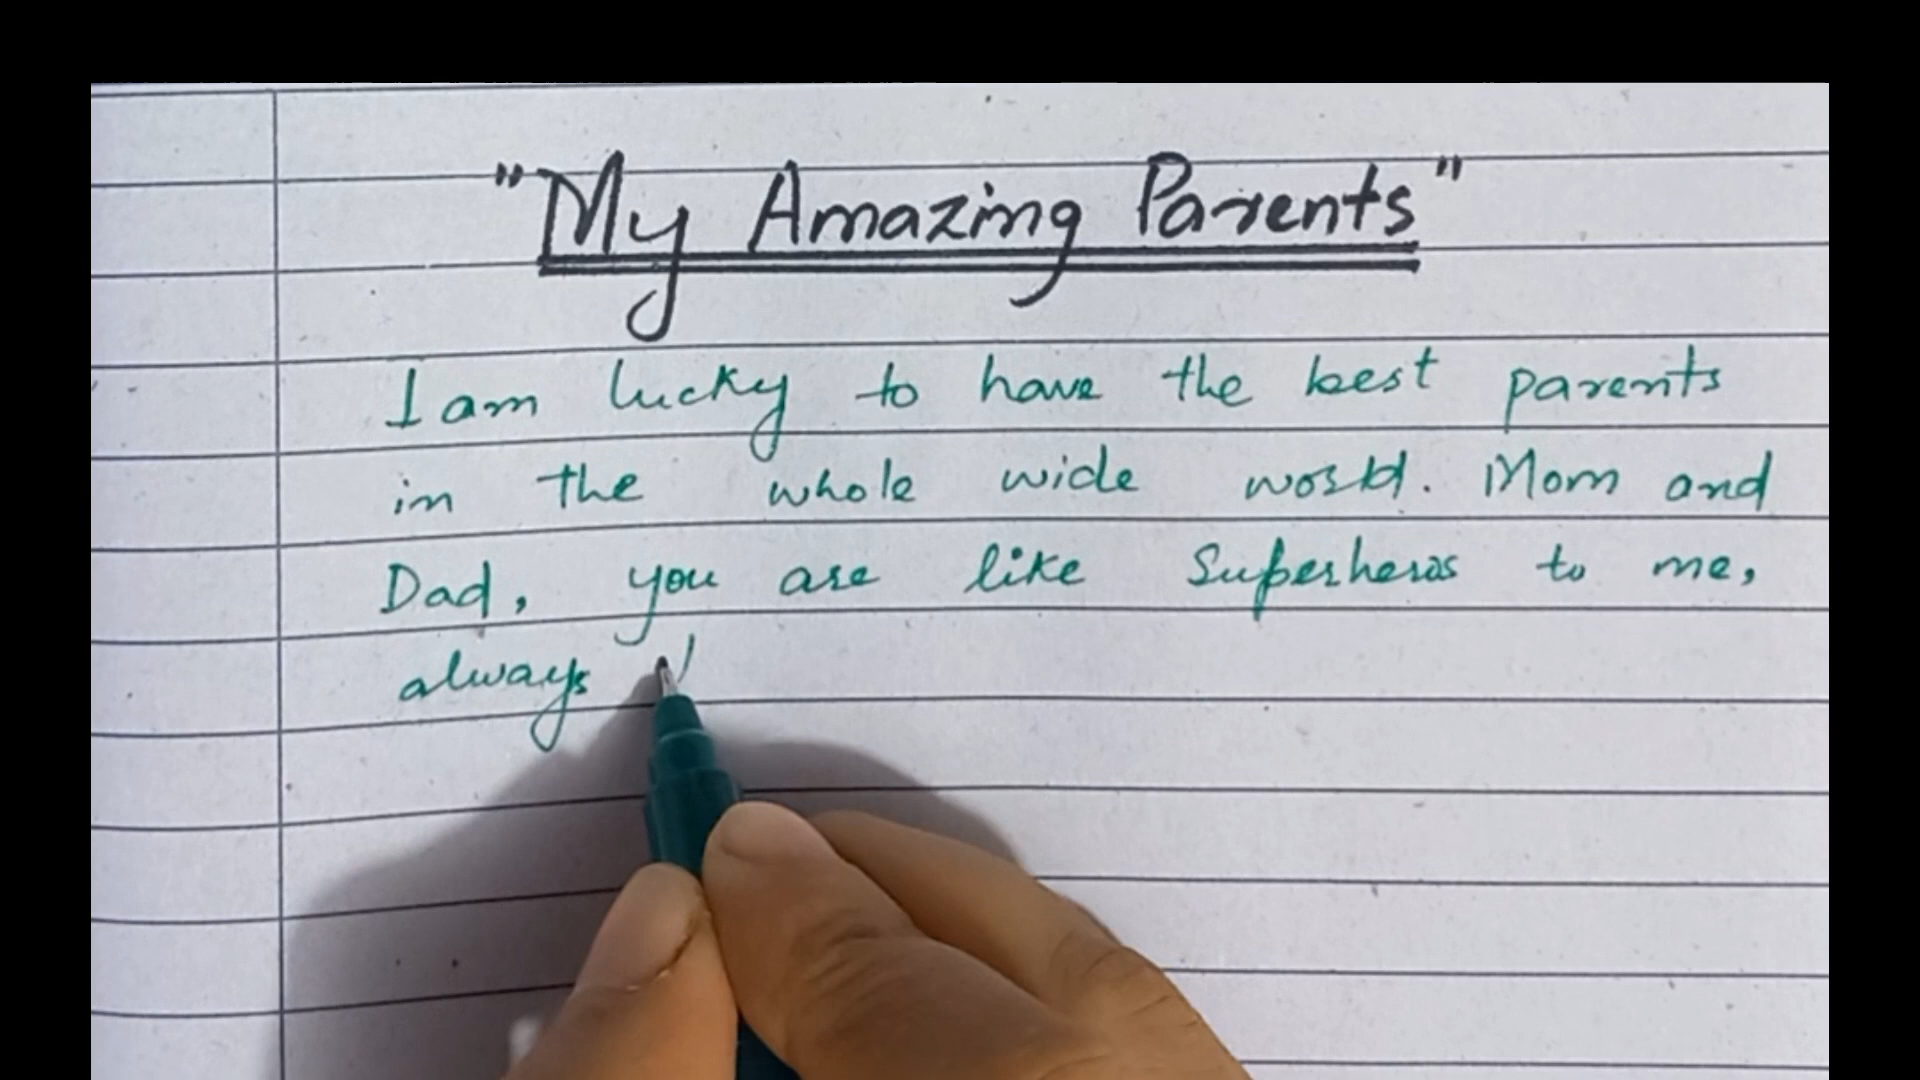 "My Amazing Parents"
I am lucky to have the best parents
in the whole wide world. Mom and
Dad, you are like Superheros to me,
always